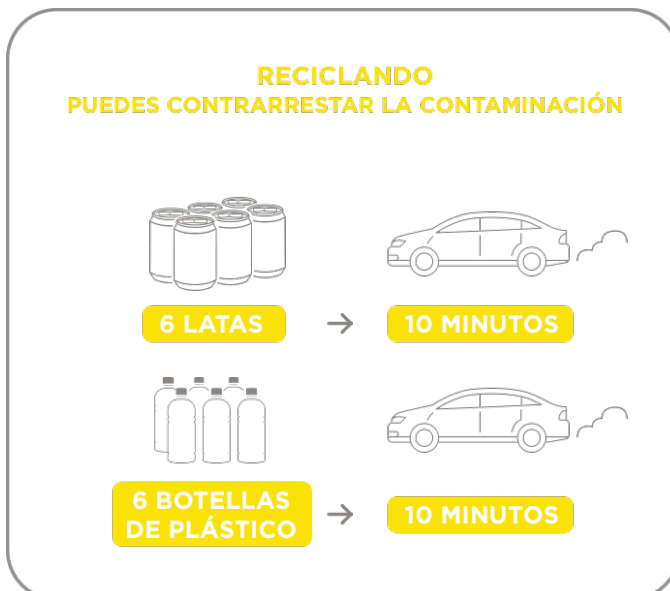 RECICLANDO
PUEDES CONTRARRESTAR LA CONTAMINACIÓN
6 LATAS
10 MINUTOS
6 BOTELLAS
DE PLÁSTICO
10 MINUTOS